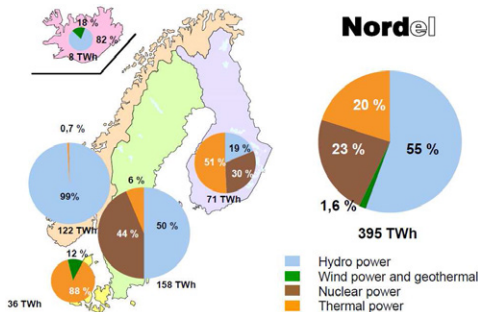 Nordel
18 %
82 %
8 TWh
0,7 %
99%
122 TWh
6 %
44 %
50 %
158 TWh
51 %
19 %
30 %
71 TWh
12 %
88 %
36 TWh
20 %
23 %
55 %
1,6 %
395 TWh
Hydro power
Wind power and geothermal
Nuclear power
Thermal power